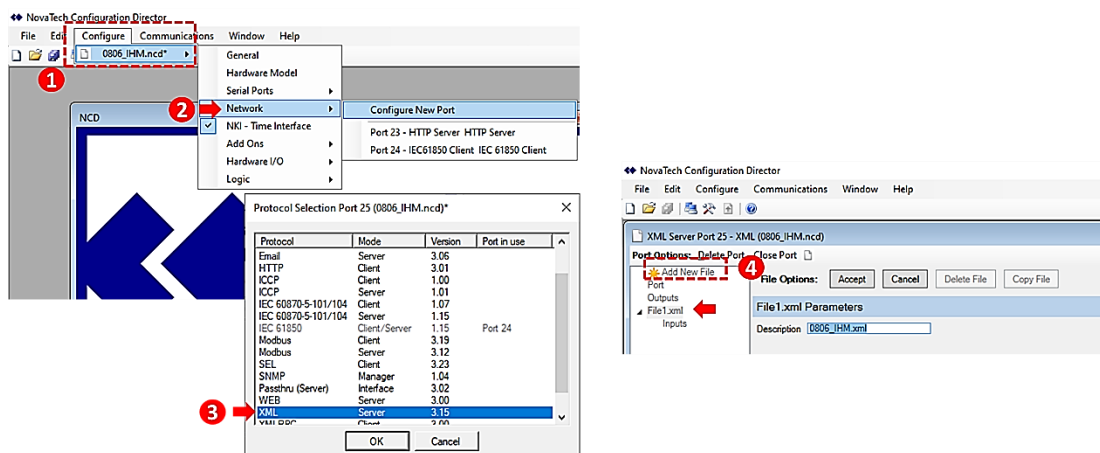 NovaTech Configuration Director
File Edit Configure Communications Window Help
0806_IHM.ncd*
1
General
Hardware Model
Serial Ports
2
Network
NKI - Time Interface
Add Ons
Hardware I/O
Logic
Configure New Port
Port 23 - HTTP Server HTTP Server
Port 24 - IEC61850 Client IEC 61850 Client
NCD
Protocol Selection Port 25 (0806_IHM.ncd)*
Protocol Mode Version Port in use
Email Server 3.06
HTTP Client 3.01
ICCP Client 1.00
ICCP Server 1.01
IEC 60870-5-101/104 Client 1.07
IEC 60870-5-101/104 Server 1.15
IEC 61850 Client/Server 1.15 Port 24
Modbus Client 3.19
Modbus Server 3.12
SEL Client 3.23
SNMP Manager 1.04
Passthru (Server) Interface 3.02
WEB Server 3.00
3
XML Server 3.15
XMLRPC Client 3.00
OK Cancel
NovaTech Configuration Director
File Edit Configure Communications Window Help
XML Server Port 25 - XML (0806_IHM.ncd)
Port Options: Delete Port Close Port
Add New File
4
Port
Outputs
File1.xml
Inputs
File Options: Accept Cancel Delete File Copy File
File1.xml Parameters
Description 0806_IHM.xml